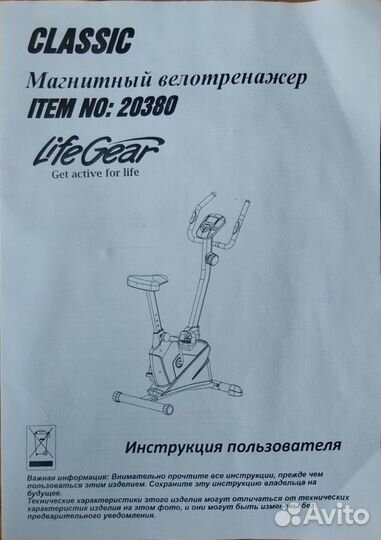 CLASSIC
Магнитный велотренажер
ITEM NO: 20380
LifeGear
Get active for life
Инструкция пользователя
Важная информация: Внимательно прочтите все инструкции, прежде чем
пользоваться этим изделием. Сохраните эту инструкцию владельца на
будущее.
Технические характеристики этого изделия могут отличаться от технических
характеристик изделия на этом фото, и они могут быть изменены без
предварительного уведомления.
Avito